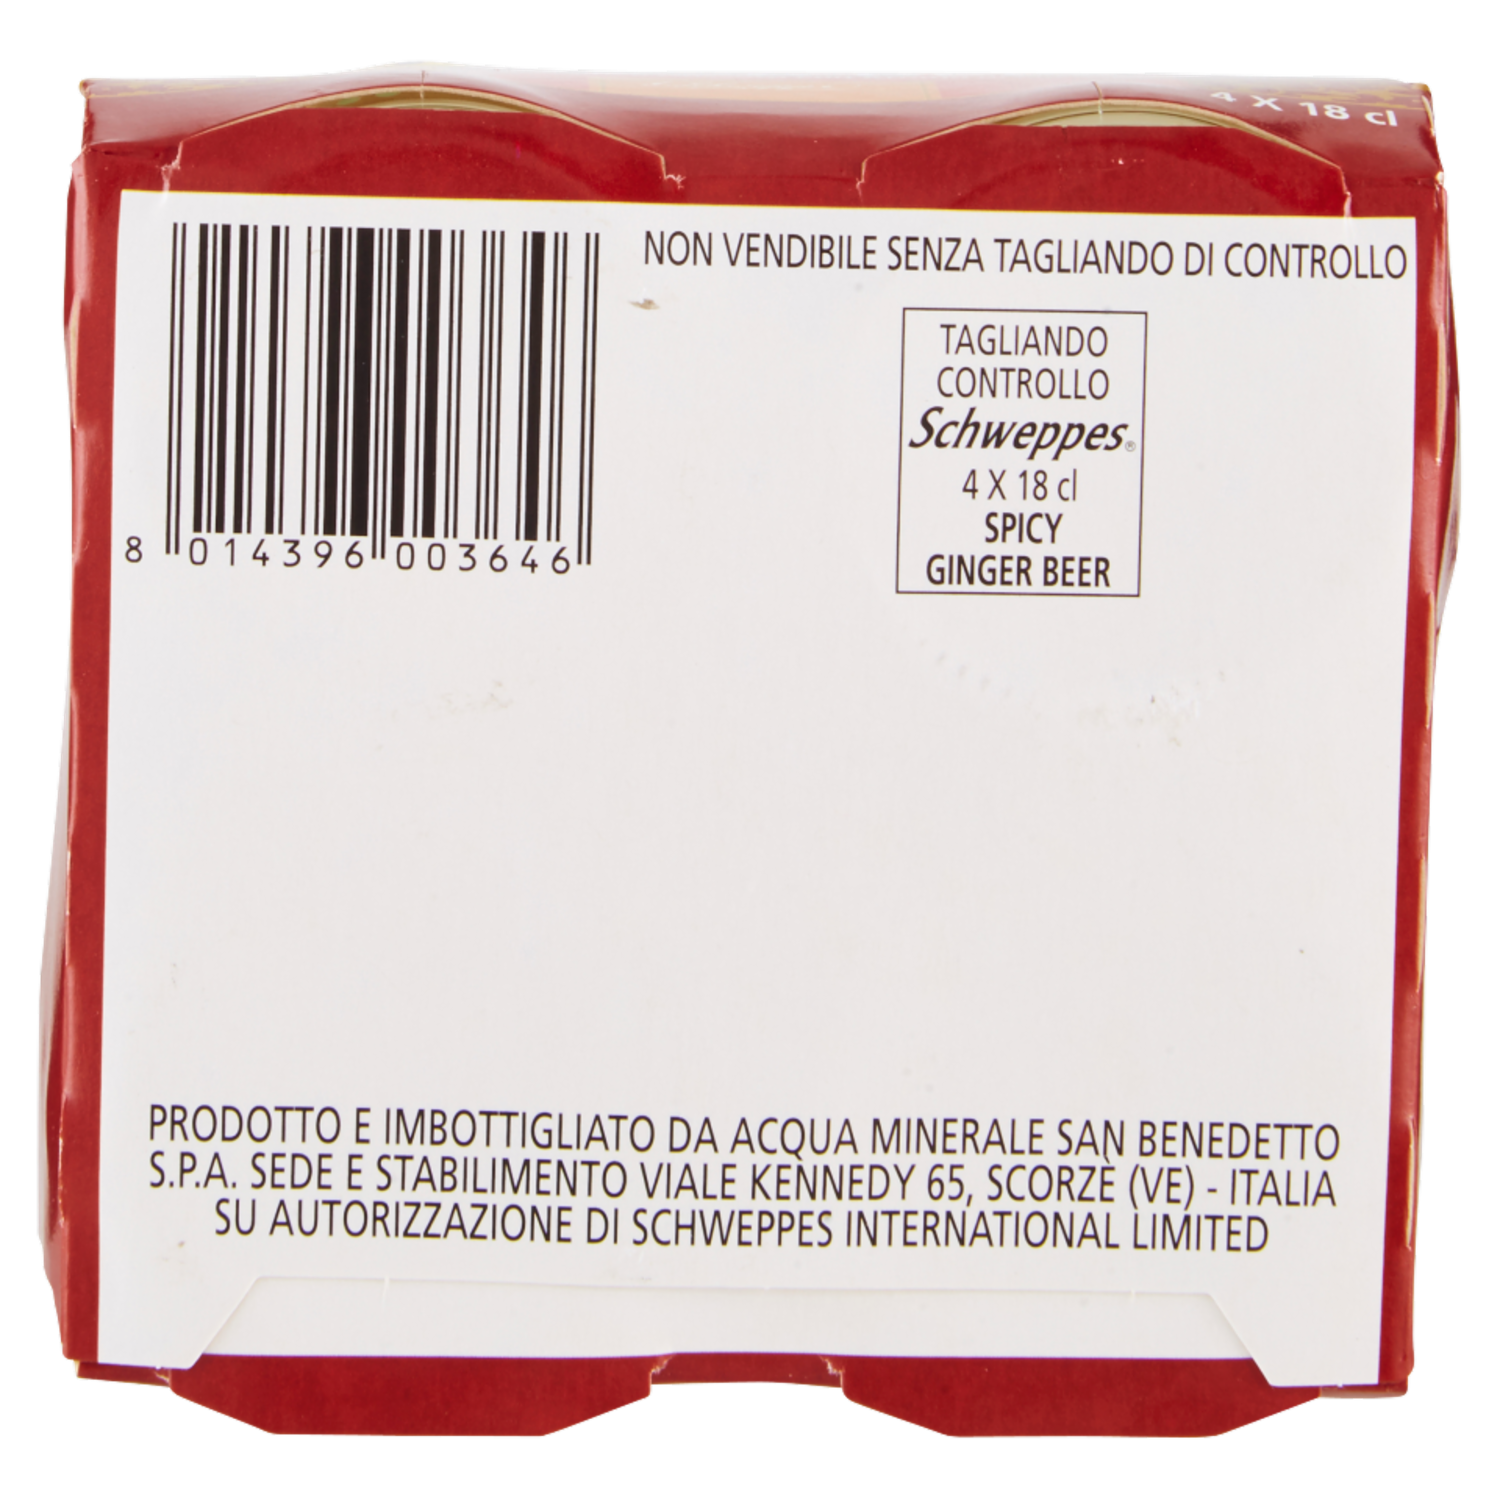 4 X 18 cl
NON VENDIBILE SENZA TAGLIANDO DI CONTROLLO
TAGLIANDO
CONTROLLO
Schweppes®
4 X 18 cl
SPICY
GINGER BEER
8 014396 003646
PRODOTTO E IMBOTTIGLIATO DA ACQUA MINERALE SAN BENEDETTO
S.P.A. SEDE E STABILIMENTO VIALE KENNEDY 65, SCORZÈ (VE) - ITALIA
SU AUTORIZZAZIONE DI SCHWEPPES INTERNATIONAL LIMITED